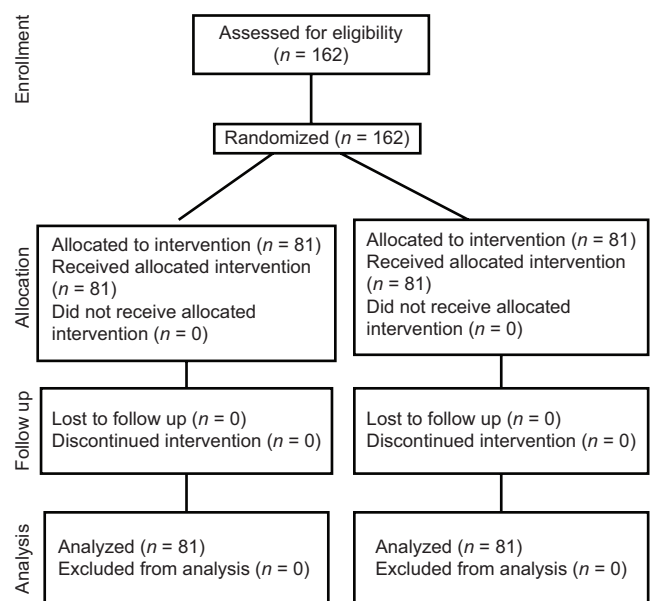 Enrollment
Assessed for eligibility
(n = 162)
Randomized (n = 162)
Allocation
Allocated to intervention (n = 81)
Received allocated intervention
(n = 81)
Did not receive allocated
intervention (n = 0)
Allocated to intervention (n = 81)
Received allocated intervention
(n = 81)
Did not receive allocated
intervention (n = 0)
Follow up
Lost to follow up (n = 0)
Discontinued intervention (n = 0)
Lost to follow up (n = 0)
Discontinued intervention (n = 0)
Analysis
Analyzed (n = 81)
Excluded from analysis (n = 0)
Analyzed (n = 81)
Excluded from analysis (n = 0)